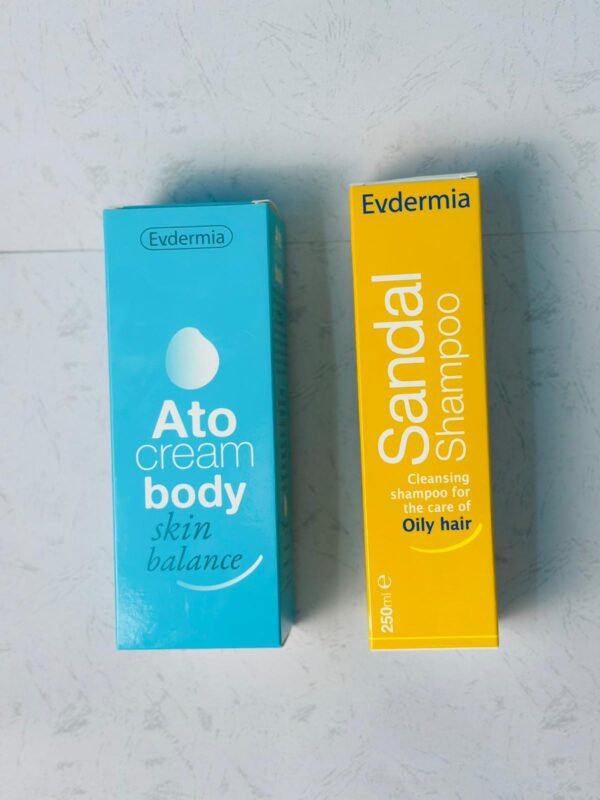 Evdermia
Ato
cream
body
skin
balance
Evdermia
Sandal
Shampoo
Cleansing
shampoo for
the care of
Oily hair
250ml e